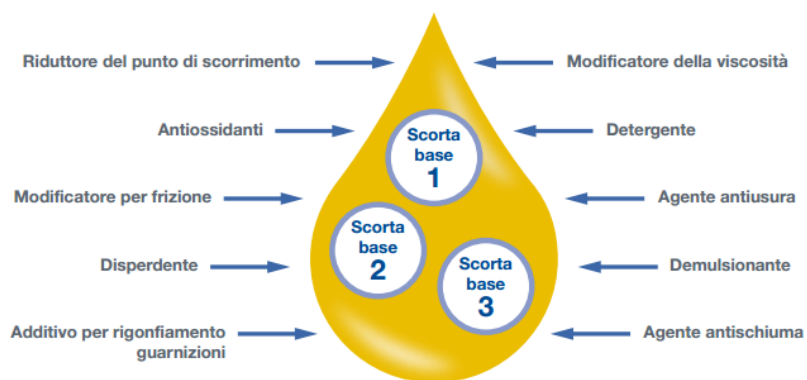 Riduttore del punto di scorrimento
Modificatore della viscosità
Antiossidanti
Detergente
Scorta
base
1
Modificatore per frizione
Agente antiusura
Scorta
base
2
Scorta
base
3
Disperdente
Demulsionante
Additivo per rigonfiamento
guarnizioni
Agente antischiuma